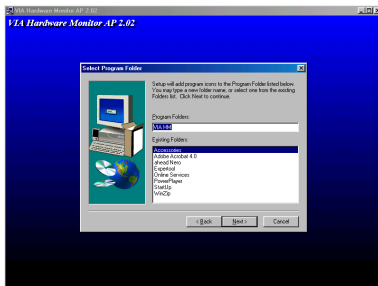 VIA Hardware Monitor AP 2.02
VIA Hardware Monitor AP 2.02
Select Program Folder
Setup will add program icons to the Program Folder listed below.
You may type a new folder name, or select one from the existing
Folders list. Click Next to continue.
Program Folders:
VIA HM
Existing Folders:
Accessories
Adobe Acrobat 4.0
ahead Nero
Expertool
Online Services
PowerPlayer
StartUp
WinZip
< Back
Next >
Cancel